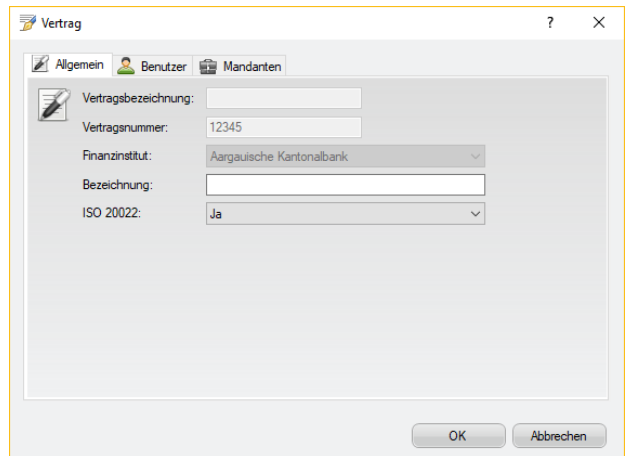 Vertrag
Allgemein Benutzer Mandanten
Vertragsbezeichnung:
Vertragsnummer: 12345
Finanzinstitut: Aargauische Kantonalbank
Bezeichnung:
ISO 20022: Ja
OK Abbrechen